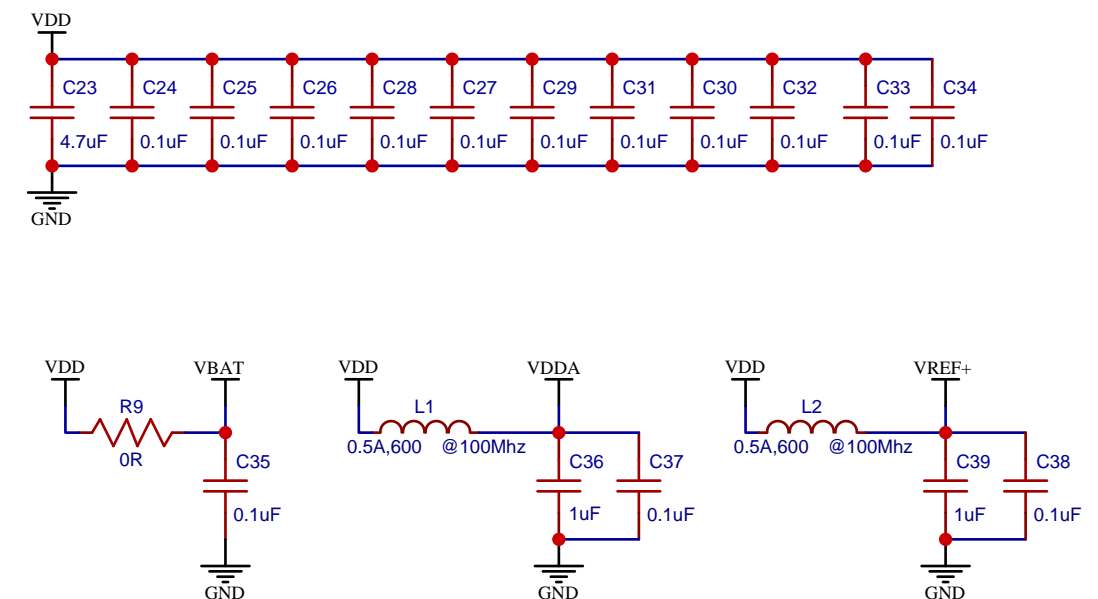 VDD
C23 C24 C25 C26 C28 C27 C29 C31 C30 C32 C33 C34
4.7uF 0.1uF 0.1uF 0.1uF 0.1uF 0.1uF 0.1uF 0.1uF 0.1uF 0.1uF 0.1uF 0.1uF
GND
VDD VBAT VDD VDDA VDD VREF+
R9 L1 L2
0R 0.5A,600 @100Mhz 0.5A,600 @100Mhz
C35 C36 C37 C39 C38
0.1uF 1uF 0.1uF 1uF 0.1uF
GND GND GND